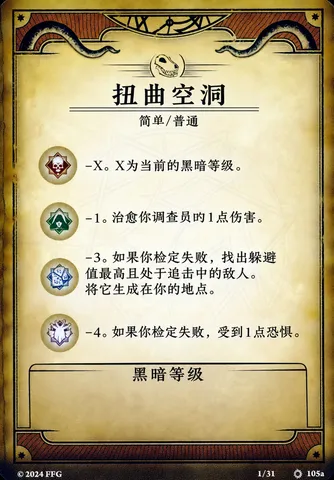 扭曲空洞
简单/普通
-X。X为当前的黑暗等级。
-1。治愈你调查员的1点伤害。
-3。如果你检定失败，找出躲避
值最高且处于追击中的敌人。
将它生成在你的地点。
-4。如果你检定失败，受到1点恐惧。
黑暗等级
© 2024 FFG
1/31
105a